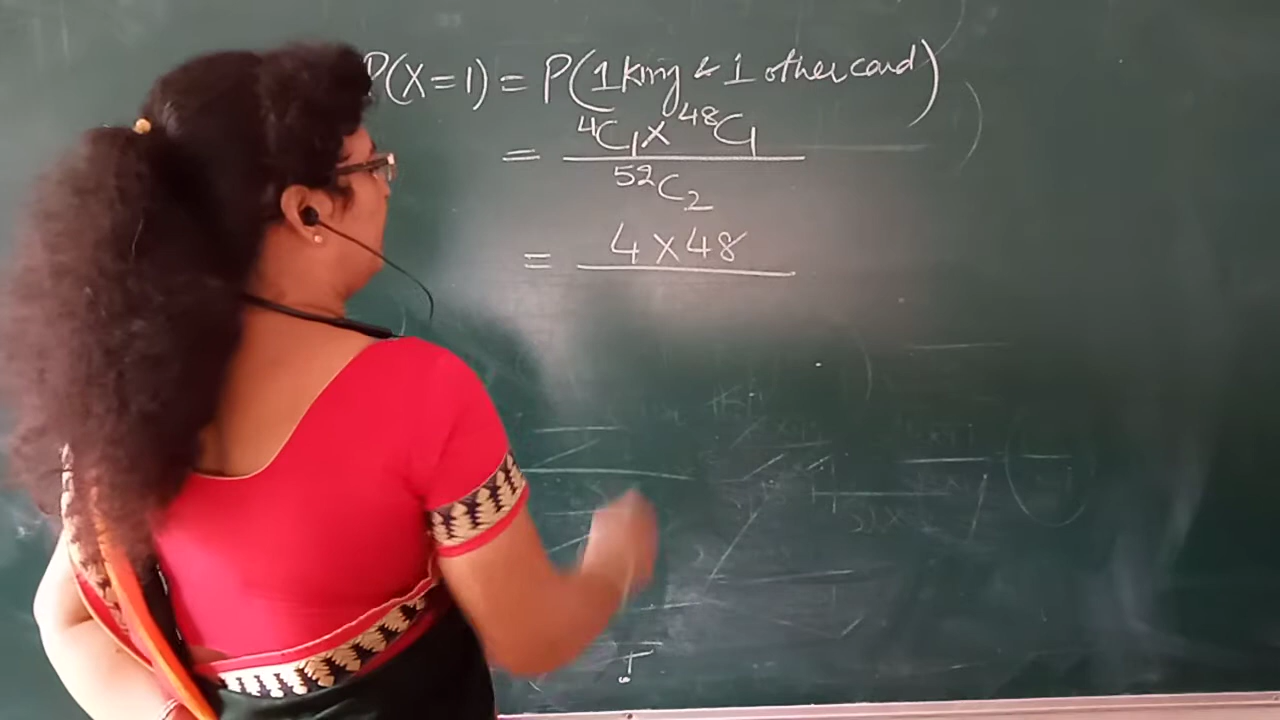 P(X=1) = P(1 King & 1 other card)
= ⁴C₁ X ⁴⁸C₁
⁵²C₂
= 4 X 48